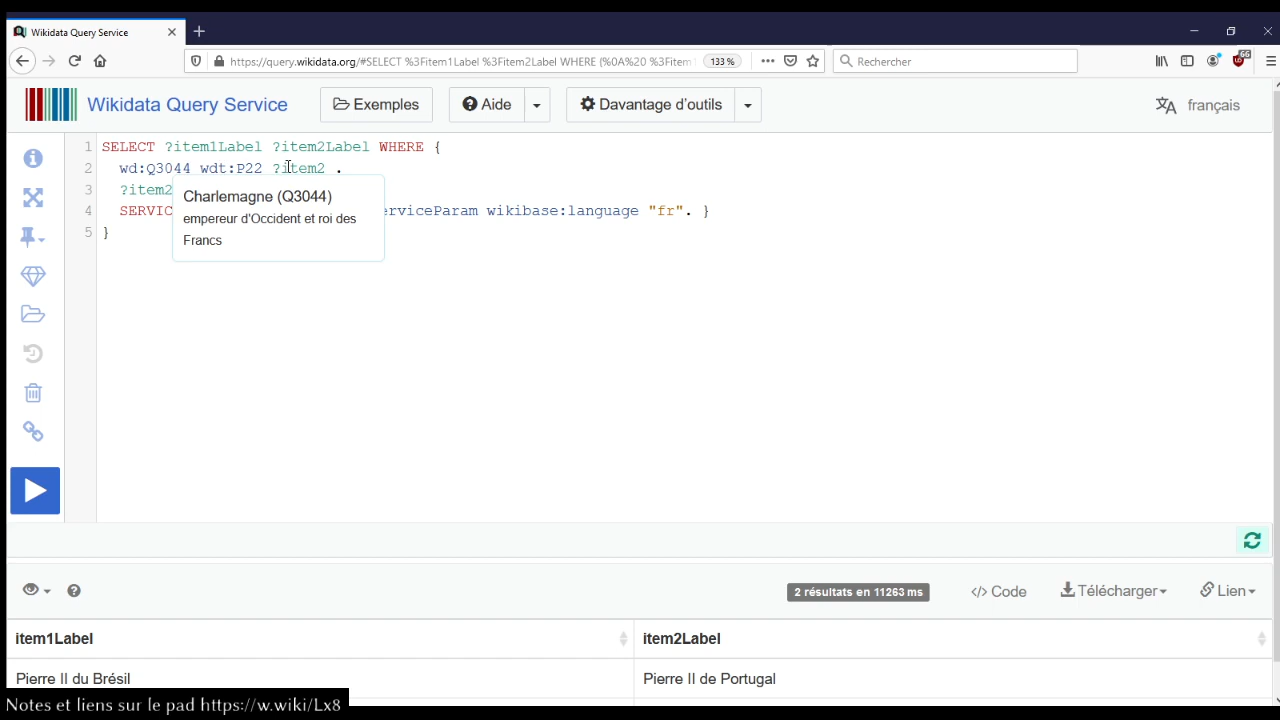 Wikidata Query Service
https://query.wikidata.org/#SELECT %3Fitem1Label %3Fitem2Label WHERE {%0A%20 %3Fitem
133 %
Rechercher
66
Wikidata Query Service
Exemples
Aide
Davantage d'outils
français
1 SELECT ?item1Label ?item2Label WHERE {
2 wd:Q3044 wdt:P22 ?item2 .
3 ?item2
4 SERVIC erviceParam wikibase:language "fr". }
5 }
Charlemagne (Q3044)
empereur d'Occident et roi des
Francs
2 résultats en 11263 ms
</> Code
Télécharger
Lien
item1Label item2Label
Pierre II du Brésil Pierre II de Portugal
Notes et liens sur le pad https://w.wiki/Lx8